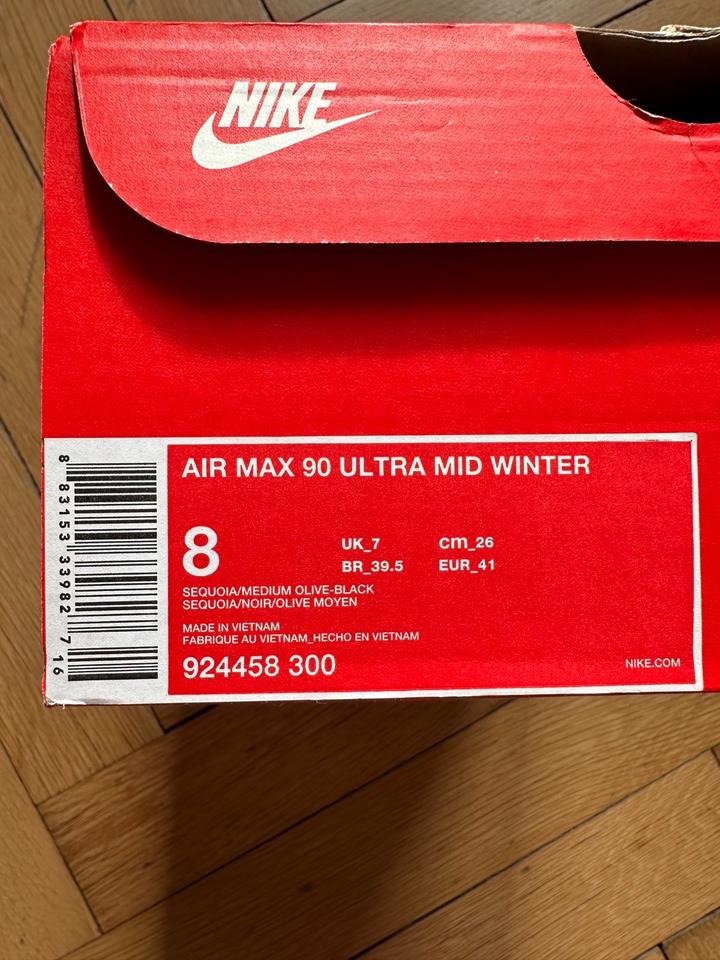 NIKE
AIR MAX 90 ULTRA MID WINTER
8
UK_7 cm_26
BR_39.5 EUR_41
SEQUOIA/MEDIUM OLIVE-BLACK
SEQUOIA/NOIR/OLIVE MOYEN
MADE IN VIETNAM
FABRIQUE AU VIETNAM_HECHO EN VIETNAM
924458 300
NIKE.COM
8 83153 33982 7 16